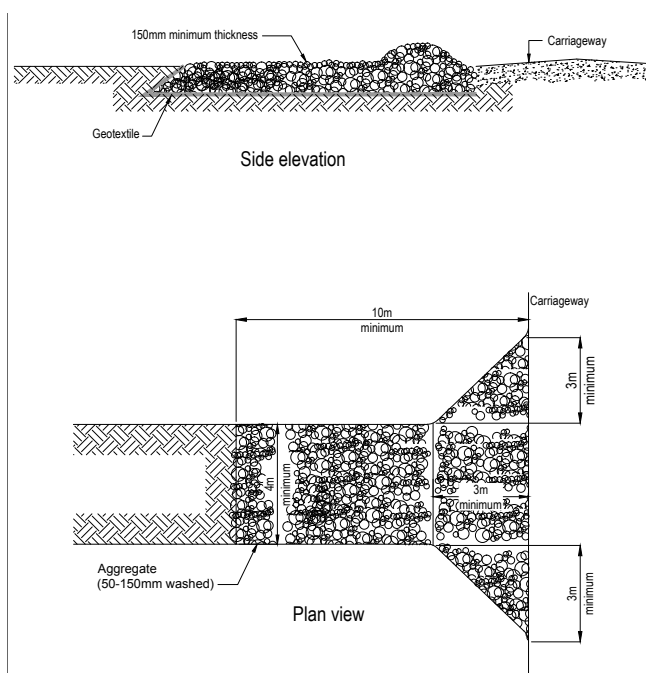 150mm minimum thickness
Carriageway
Geotextile
Side elevation
Carriageway
10m
minimum
3m
minimum
4m
minimum
3m
(minimum)
Aggregate
(50-150mm washed)
3m
minimum
Plan view